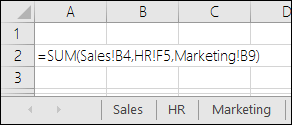 A B C D
1
2 =SUM(Sales!B4,HR!F5,Marketing!B9)
3
Sales HR Marketing